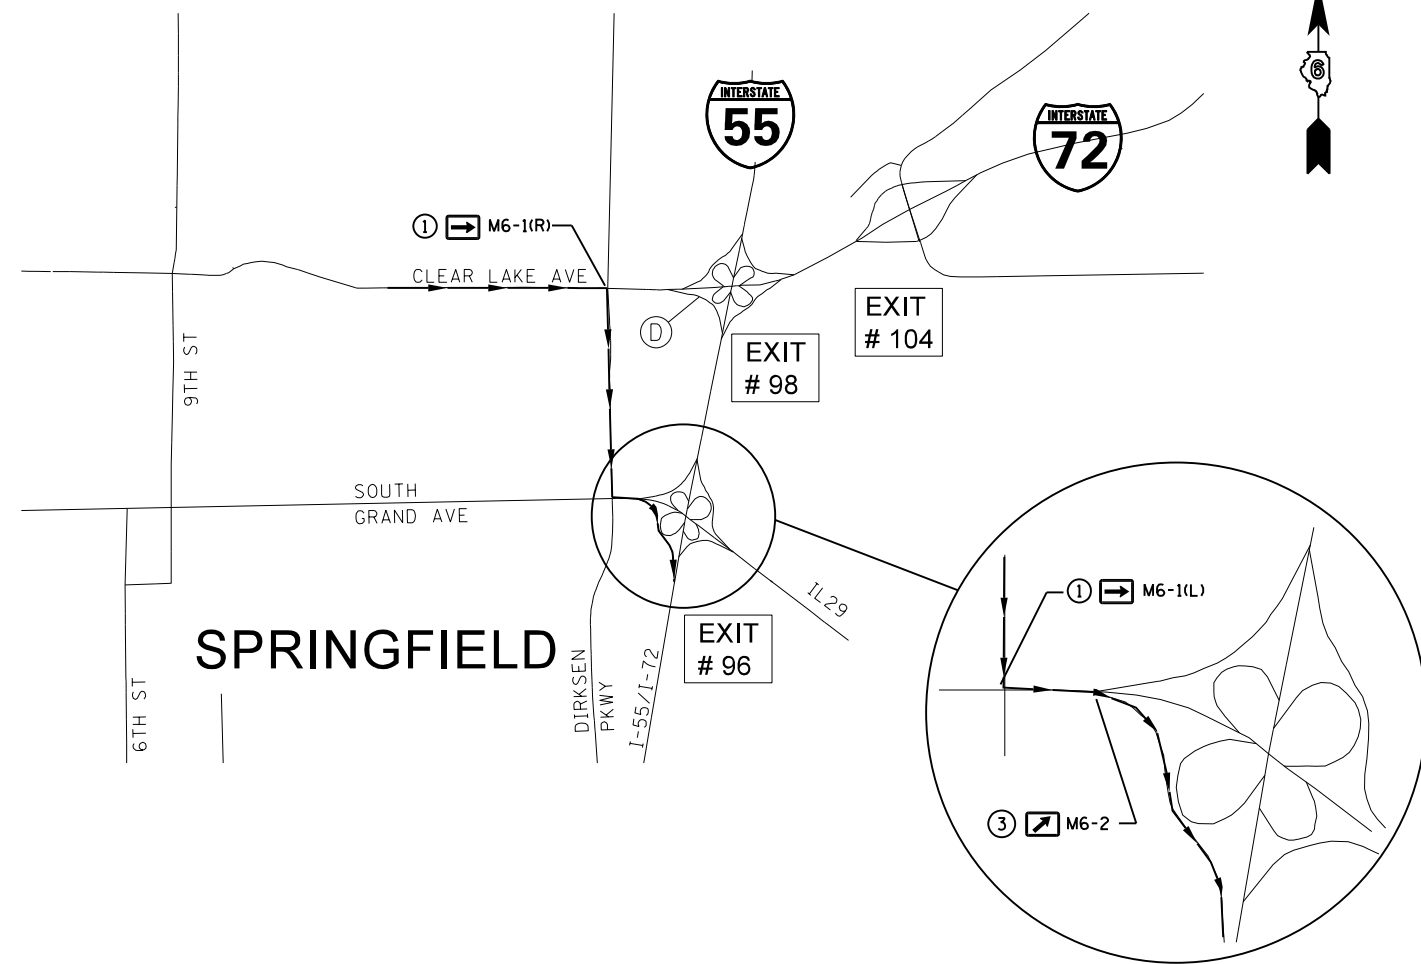 6
INTERSTATE
55
INTERSTATE
72
1 M6-1(R)
CLEAR LAKE AVE
EXIT
# 104
D
EXIT
# 98
9TH ST
SOUTH
GRAND AVE
1 M6-1(L)
IL29
SPRINGFIELD
EXIT
# 96
6TH ST
DIRKSEN
PKWY
I-55/I-72
3 M6-2